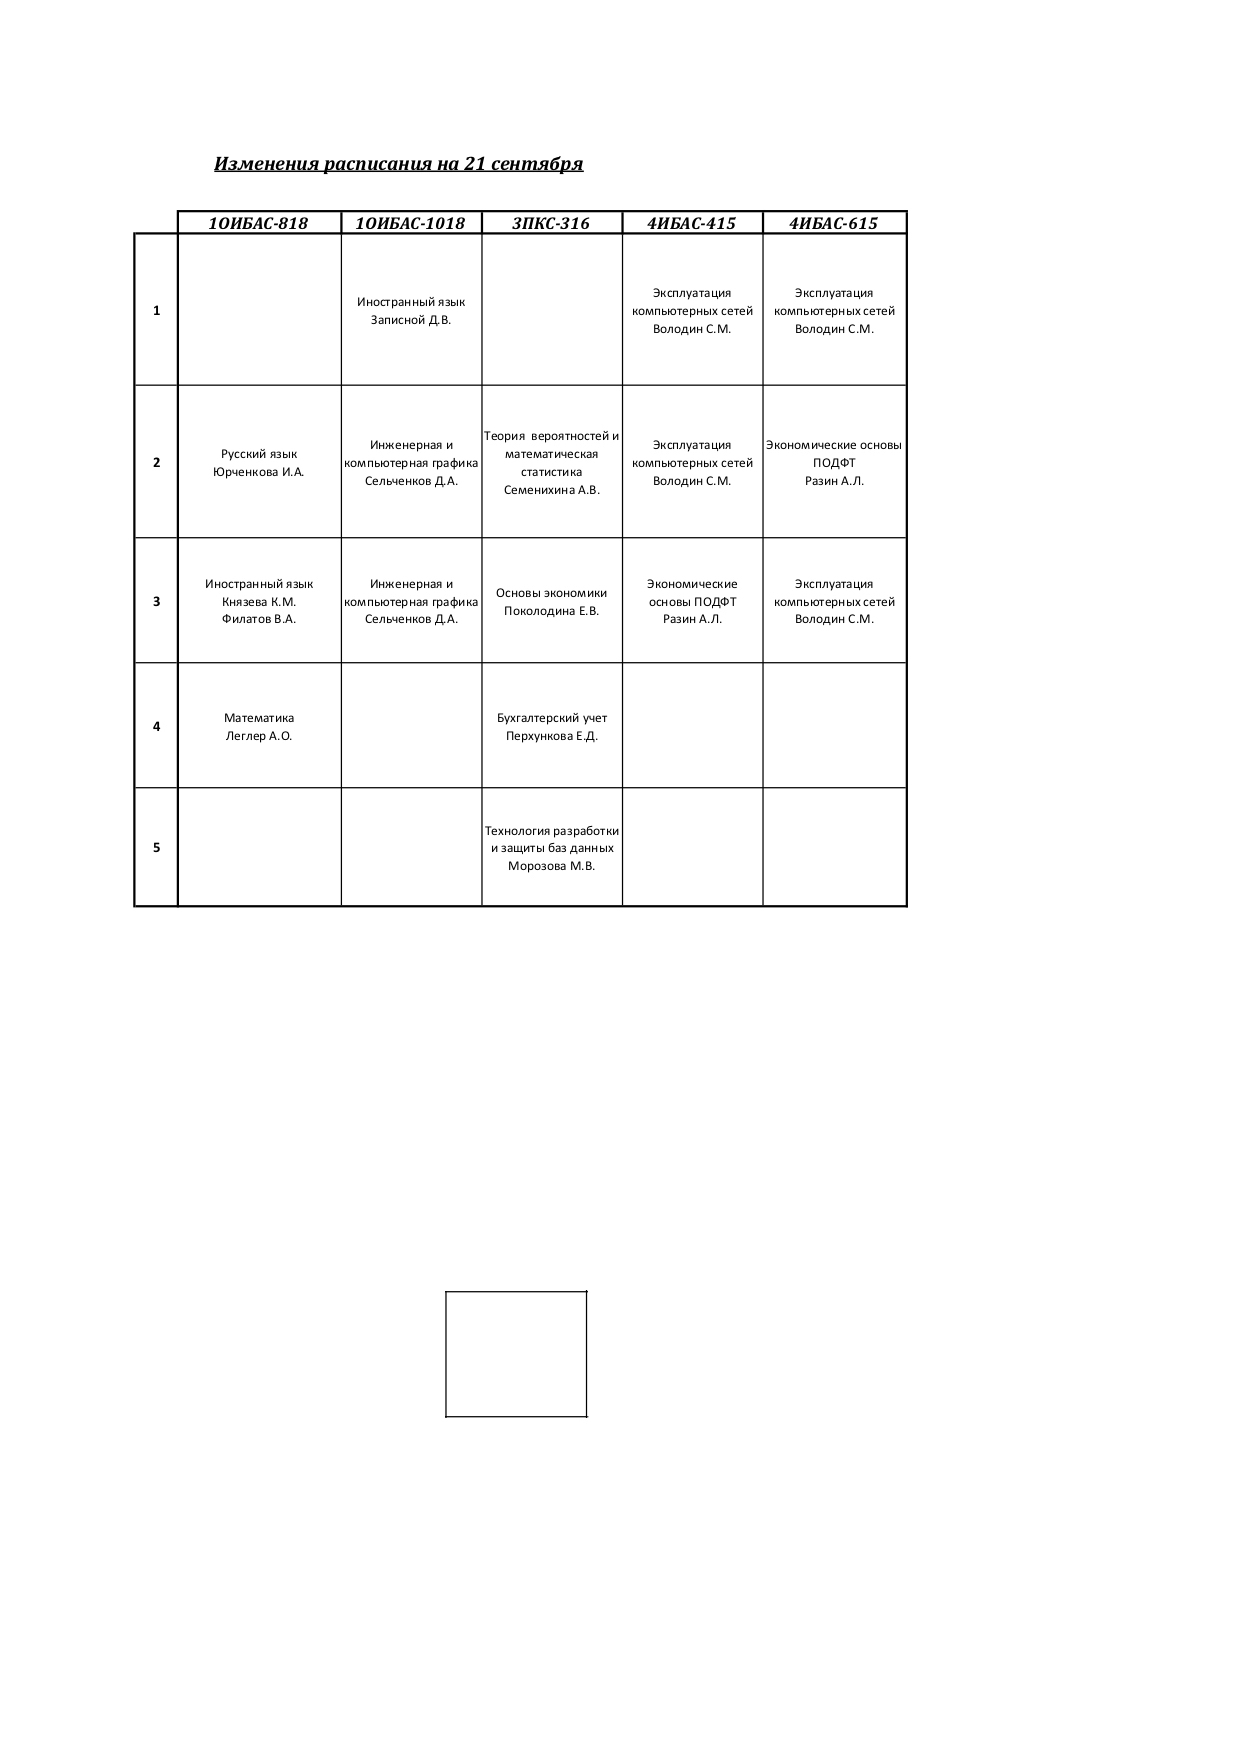 Изменения расписания на 21 сентября
1ОИБАС-818 1ОИБАС-1018 3ПКС-316 4ИБАС-415 4ИБАС-615
1
Иностранный язык
Записной Д.В.
Эксплуатация
компьютерных сетей
Володин С.М.
Эксплуатация
компьютерных сетей
Володин С.М.
2
Русский язык
Юрченкова И.А.
Инженерная и
компьютерная графика
Сельченков Д.А.
Теория  вероятностей и
математическая
статистика
Семенихина А.В.
Эксплуатация
компьютерных сетей
Володин С.М.
Экономические основы
ПОДФТ
Разин А.Л.
3
Иностранный язык
Князева К.М.
Филатов В.А.
Инженерная и
компьютерная графика
Сельченков Д.А.
Основы экономики
Поколодина Е.В.
Экономические
основы ПОДФТ
Разин А.Л.
Эксплуатация
компьютерных сетей
Володин С.М.
4
Математика
Леглер А.О.
Бухгалтерский учет
Перхункова Е.Д.
5
Технология разработки
и защиты баз данных
Морозова М.В.